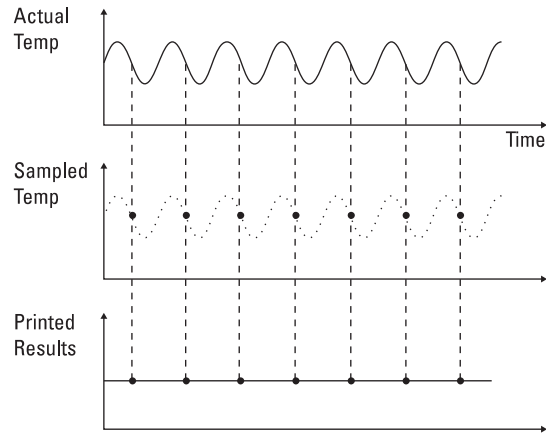 Actual
Temp
Time
Sampled
Temp
Printed
Results